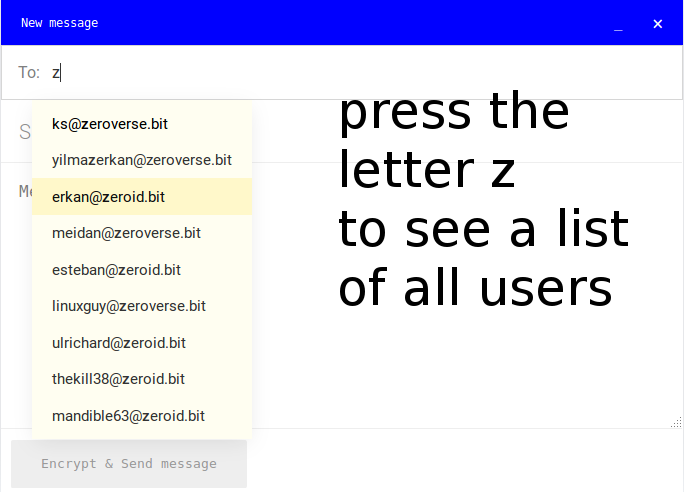 New message
_ ×
To: z
press the
letter z
to see a list
of all users
S
Me
ks@zeroverse.bit
yilmazerkan@zeroverse.bit
erkan@zeroid.bit
meidan@zeroverse.bit
esteban@zeroid.bit
linuxguy@zeroverse.bit
ulrichard@zeroid.bit
thekill38@zeroid.bit
mandible63@zeroid.bit
Encrypt & Send message